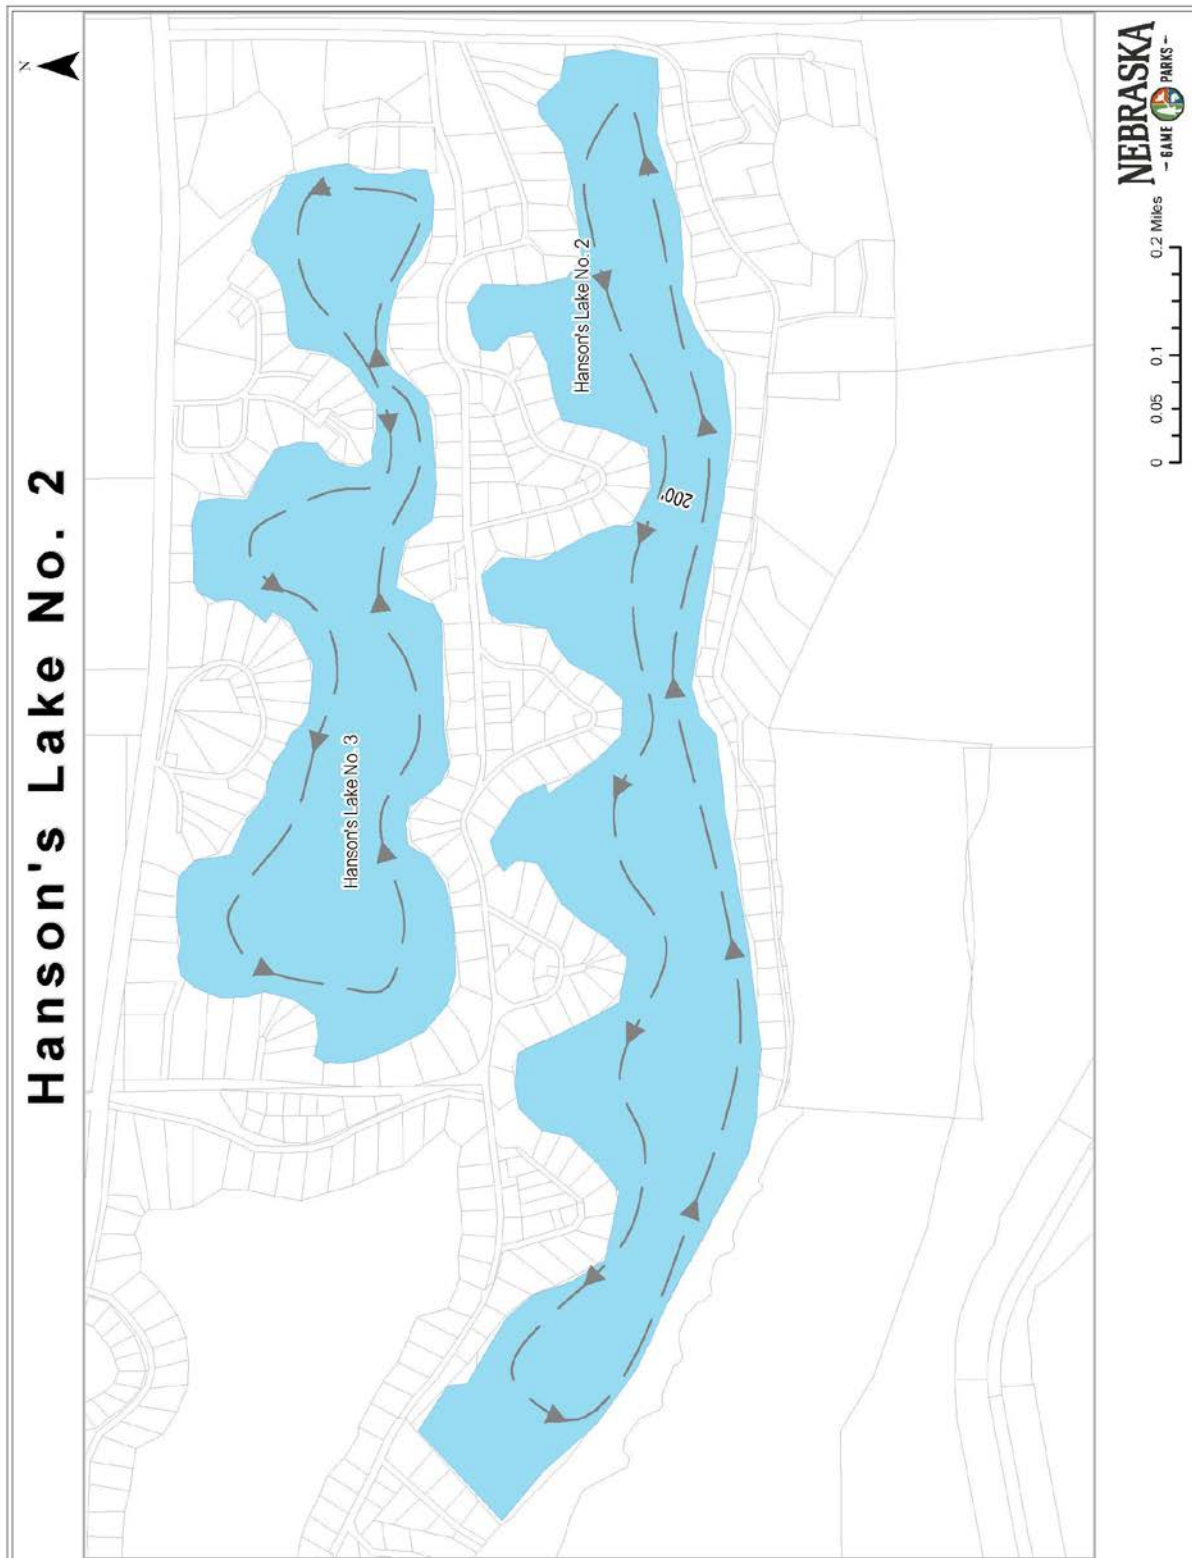 Hanson's Lake No. 2
N
Hanson's Lake No. 3
Hanson's Lake No. 2
200'
0 0.05 0.1 0.2 Miles
NEBRASKA
- GAME PARKS -